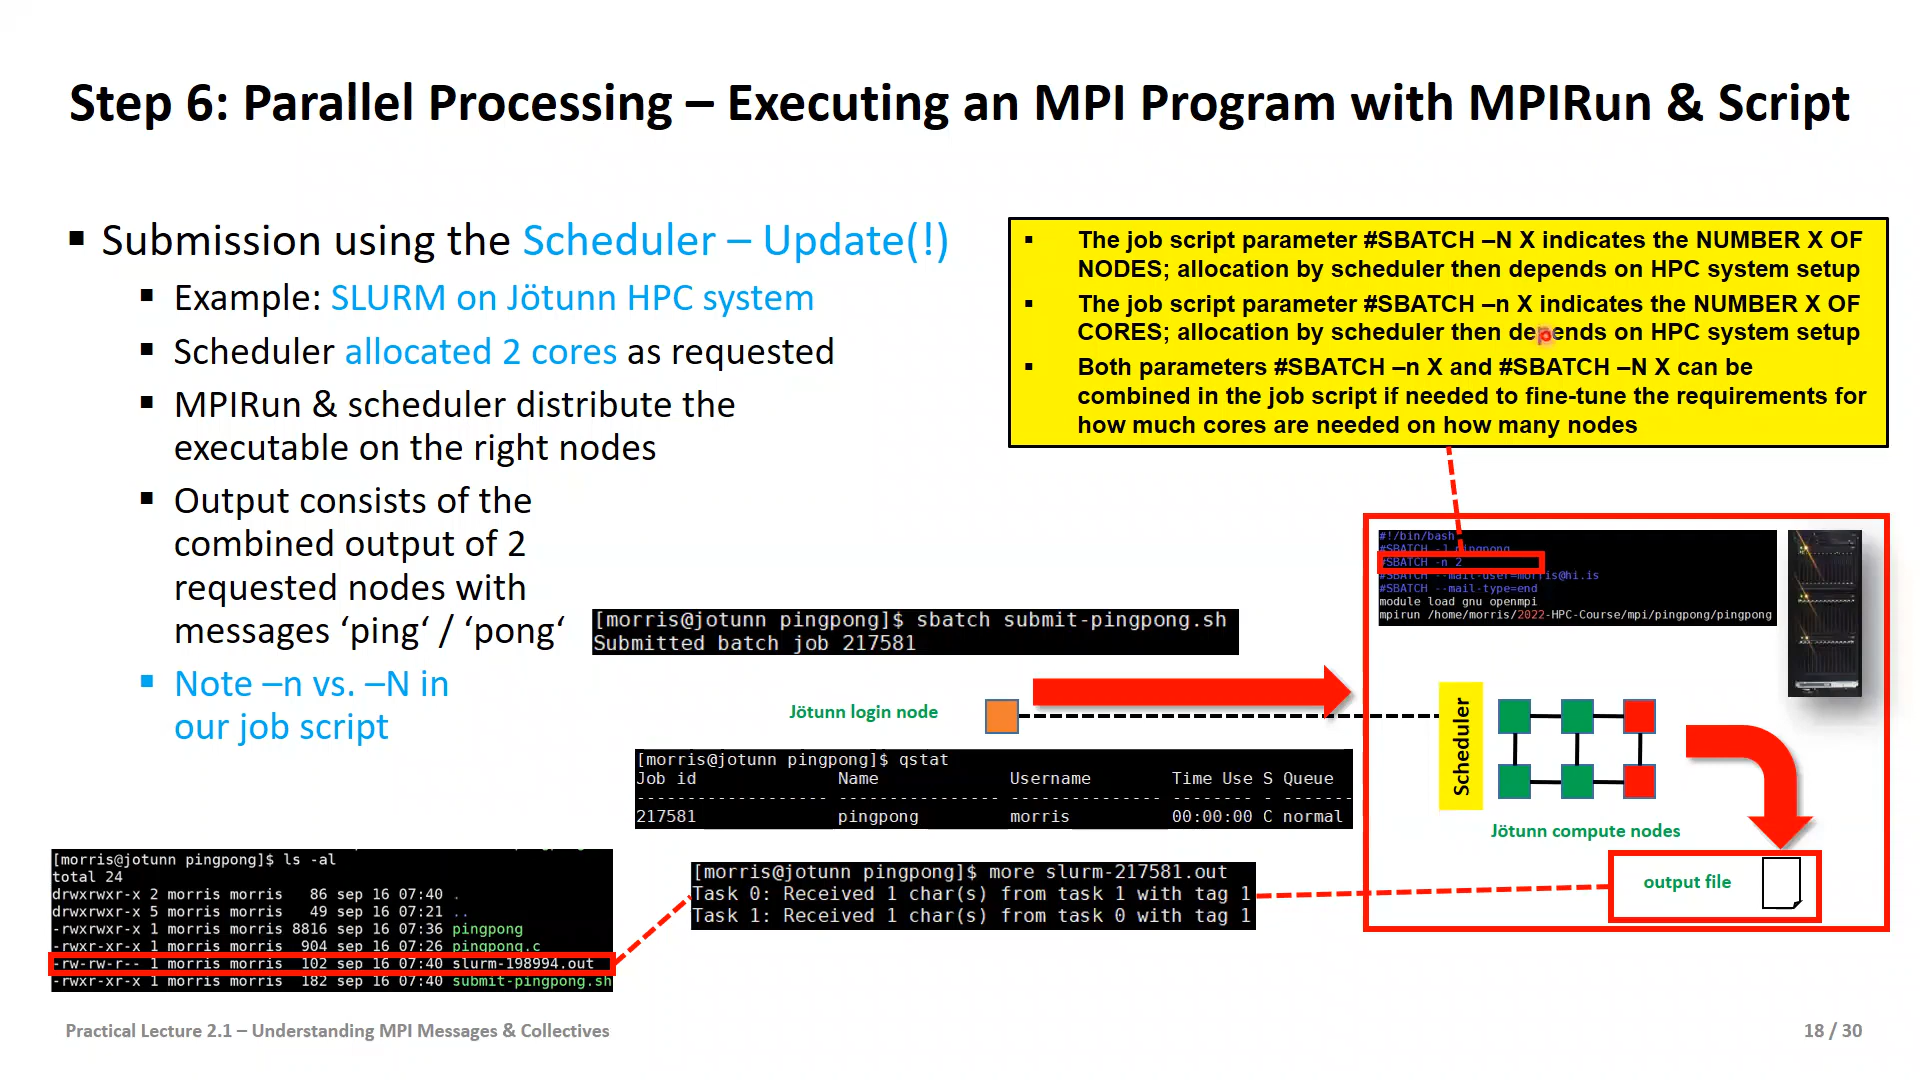 Step 6: Parallel Processing – Executing an MPI Program with MPIRun & Script
▪ Submission using the Scheduler – Update(!)
▪ Example: SLURM on Jötunn HPC system
▪ Scheduler allocated 2 cores as requested
▪ MPIRun & scheduler distribute the
executable on the right nodes
▪ Output consists of the
combined output of 2
requested nodes with
messages ‘ping‘ / ‘pong‘
▪ Note –n vs. –N in
our job script
▪ The job script parameter #SBATCH –N X indicates the NUMBER X OF
NODES; allocation by scheduler then depends on HPC system setup
▪ The job script parameter #SBATCH –n X indicates the NUMBER X OF
CORES; allocation by scheduler then depends on HPC system setup
▪ Both parameters #SBATCH –n X and #SBATCH –N X can be
combined in the job script if needed to fine-tune the requirements for
how much cores are needed on how many nodes
#!/bin/bash
#SBATCH -J pingpong
#SBATCH -n 2
#SBATCH --mail-user=morris@hi.is
#SBATCH --mail-type=end
module load gnu openmpi
mpirun /home/morris/2022-HPC-Course/mpi/pingpong/pingpong
[morris@jotunn pingpong]$ sbatch submit-pingpong.sh
Submitted batch job 217581
Jötunn login node
Scheduler
Jötunn compute nodes
output file
[morris@jotunn pingpong]$ qstat
Job id Name Username Time Use S Queue
------------------- ---------------- --------------- -------- - -------
217581 pingpong morris 00:00:00 C normal
[morris@jotunn pingpong]$ more slurm-217581.out
Task 0: Received 1 char(s) from task 1 with tag 1
Task 1: Received 1 char(s) from task 0 with tag 1
[morris@jotunn pingpong]$ ls -al
total 24
drwxrwxr-x 2 morris morris 86 sep 16 07:40 .
drwxrwxr-x 5 morris morris 49 sep 16 07:21 ..
-rwxrwxr-x 1 morris morris 8816 sep 16 07:36 pingpong
-rwxr-xr-x 1 morris morris 904 sep 16 07:26 pingpong.c
-rw-rw-r-- 1 morris morris 102 sep 16 07:40 slurm-198994.out
-rwxr-xr-x 1 morris morris 182 sep 16 07:40 submit-pingpong.sh
Practical Lecture 2.1 – Understanding MPI Messages & Collectives
18 / 30